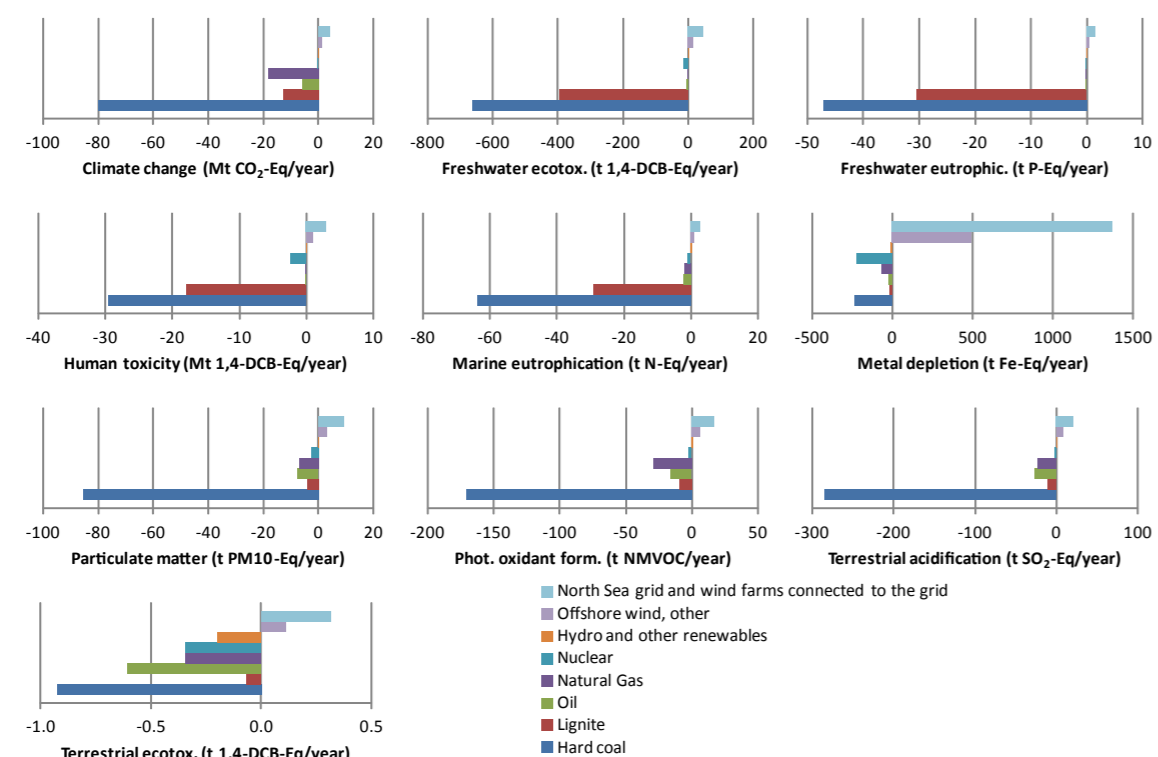 -100 -80 -60 -40 -20 0 20
Climate change (Mt CO₂-Eq/year)
-800 -600 -400 -200 0 200
Freshwater ecotox. (t 1,4-DCB-Eq/year)
-50 -40 -30 -20 -10 0 10
Freshwater eutrophic. (t P-Eq/year)
-40 -30 -20 -10 0 10
Human toxicity (Mt 1,4-DCB-Eq/year)
-80 -60 -40 -20 0 20
Marine eutrophication (t N-Eq/year)
-500 0 500 1000 1500
Metal depletion (t Fe-Eq/year)
-100 -80 -60 -40 -20 0 20
Particulate matter (t PM10-Eq/year)
-200 -150 -100 -50 0 50
Phot. oxidant form. (t NMVOC/year)
-300 -200 -100 0 100
Terrestrial acidification (t SO₂-Eq/year)
-1.0 -0.5 0.0 0.5
Terrestrial ecotox. (t 1,4-DCB-Eq/year)
North Sea grid and wind farms connected to the grid
Offshore wind, other
Hydro and other renewables
Nuclear
Natural Gas
Oil
Lignite
Hard coal